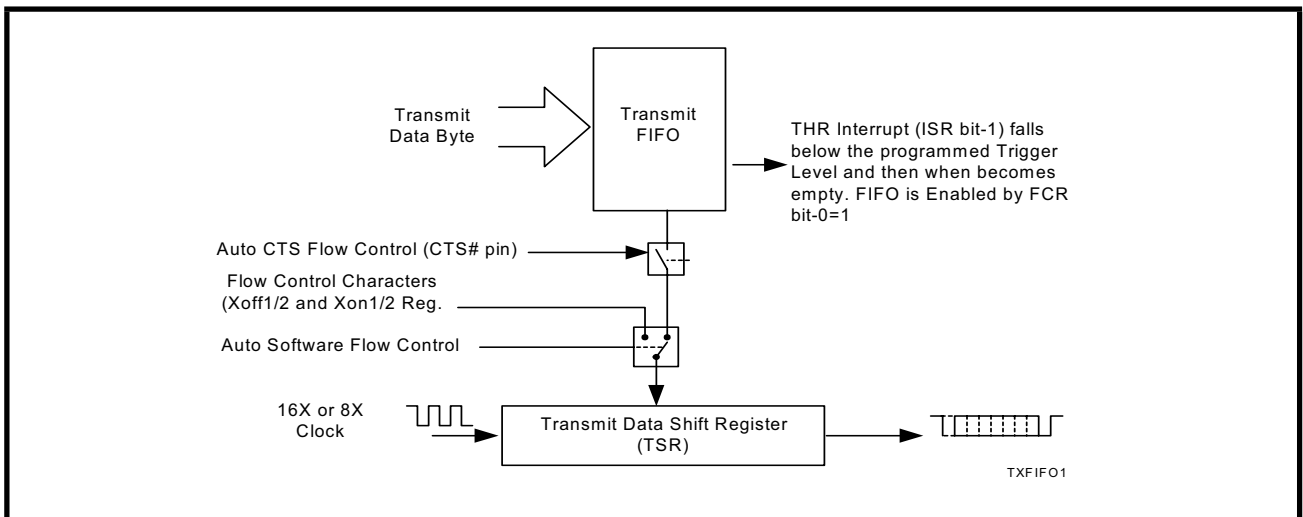 Transmit
Data Byte
Transmit
FIFO
THR Interrupt (ISR bit-1) falls
below the programmed Trigger
Level and then when becomes
empty. FIFO is Enabled by FCR
bit-0=1
Auto CTS Flow Control (CTS# pin)
Flow Control Characters
(Xoff1/2 and Xon1/2 Reg.
Auto Software Flow Control
16X or 8X
Clock
Transmit Data Shift Register
(TSR)
TXFIFO1